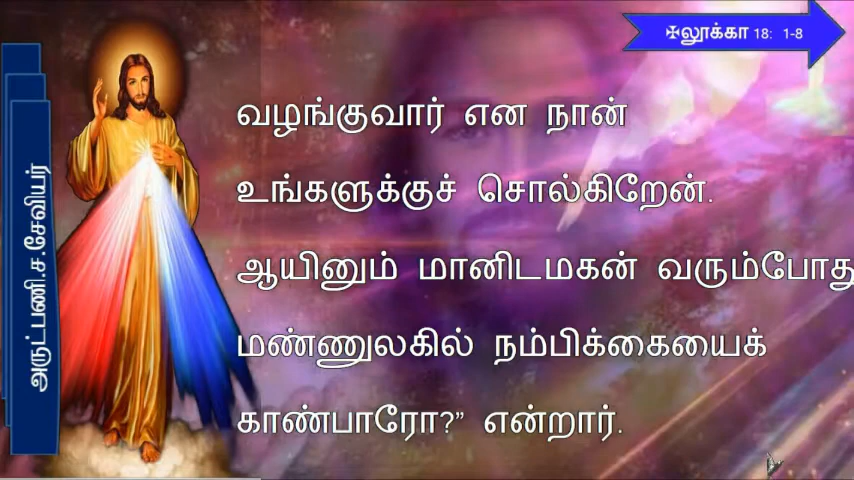 ✠லூக்கா 18: 1-8
அருட்பணி.ச.சேவியர்
வழங்குவார் என நான்
உங்களுக்குச் சொல்கிறேன்.
ஆயினும் மானிடமகன் வரும்போது
மண்ணுலகில் நம்பிக்கையைக்
காண்பாரோ?” என்றார்.